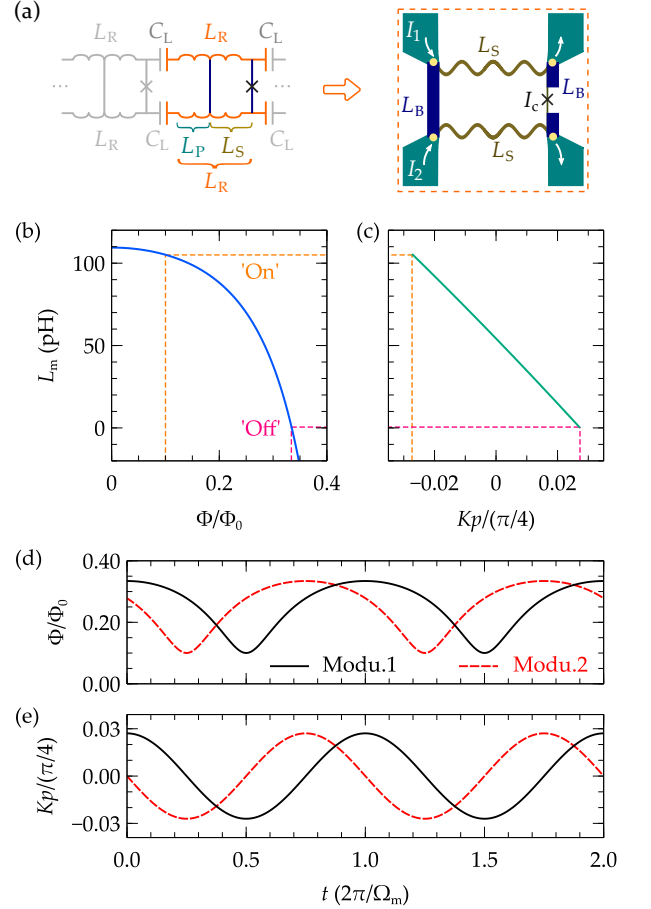 (a)
L_R C_L L_R C_L
... ...
L_R C_L L_P L_S C_L
L_R
I_1 L_S
L_B I_c L_B
I_2 L_S
(b) (c)
100
50
0
L_m (pH)
'On'
'Off'
0 0.2 0.4
Φ/Φ_0
−0.02 0.02
Kp/(π/4)
(d)
0.40
0.20
0.00
Φ/Φ_0
Modu.1 Modu.2
(e)
0.03
0.00
−0.03
Kp/(π/4)
0.0 0.5 1.0 1.5 2.0
t (2π/Ω_m)